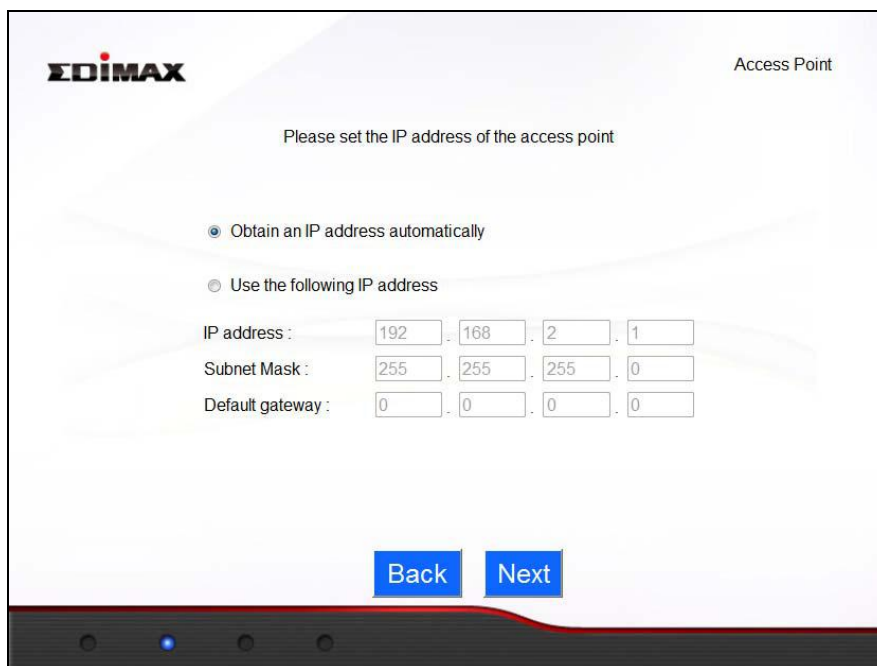 EDiMAX
Access Point
Please set the IP address of the access point
Obtain an IP address automatically
Use the following IP address
IP address : 192 . 168 . 2 . 1
Subnet Mask : 255 . 255 . 255 . 0
Default gateway : 0 . 0 . 0 . 0
Back Next